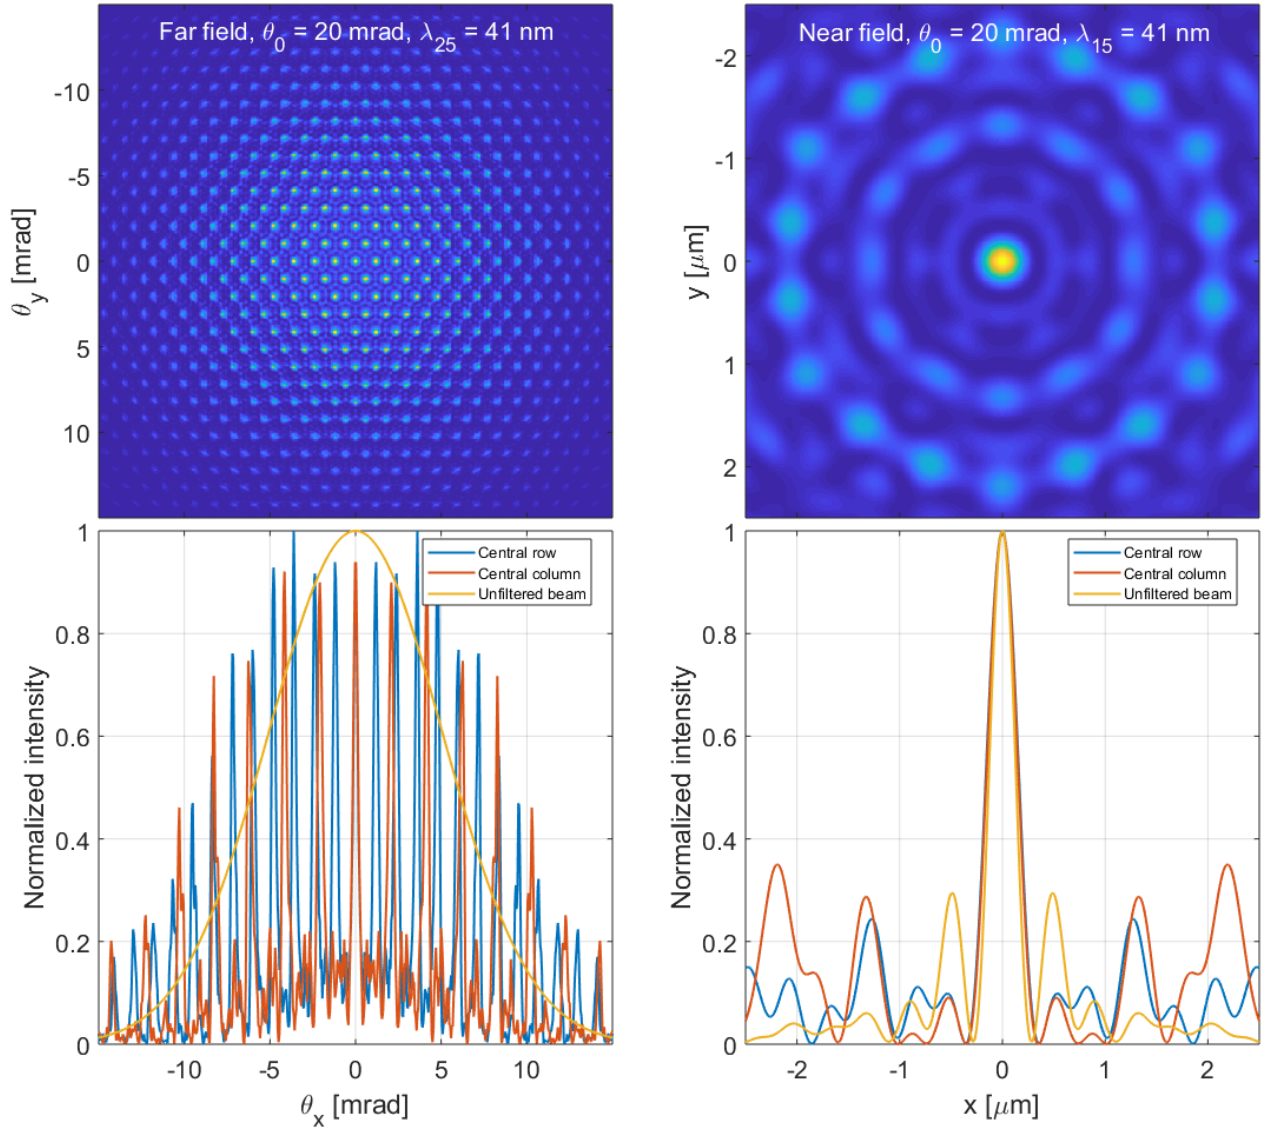 Far field, θ0 = 20 mrad, λ25 = 41 nm
-10
-5
0
5
10
θy [mrad]
Near field, θ0 = 20 mrad, λ15 = 41 nm
-2
-1
0
1
2
y [μm]
1
0.8
0.6
0.4
0.2
0
Normalized intensity
Central row
Central column
Unfiltered beam
-10
-5
0
5
10
θx [mrad]
1
0.8
0.6
0.4
0.2
0
Normalized intensity
Central row
Central column
Unfiltered beam
-2
-1
0
1
2
x [μm]